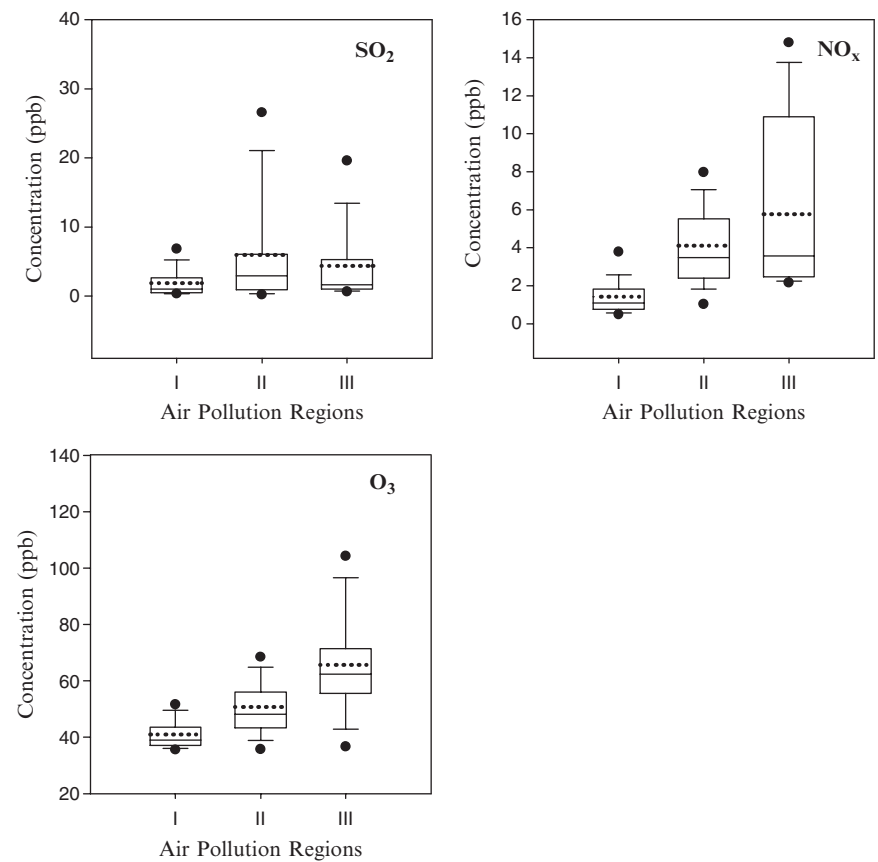 40
30
20
10
0
Concentration (ppb)
SO₂
I II III
Air Pollution Regions
16
14
12
10
8
6
4
2
0
Concentration (ppb)
NOₓ
I II III
Air Pollution Regions
140
120
100
80
60
40
20
Concentration (ppb)
O₃
I II III
Air Pollution Regions